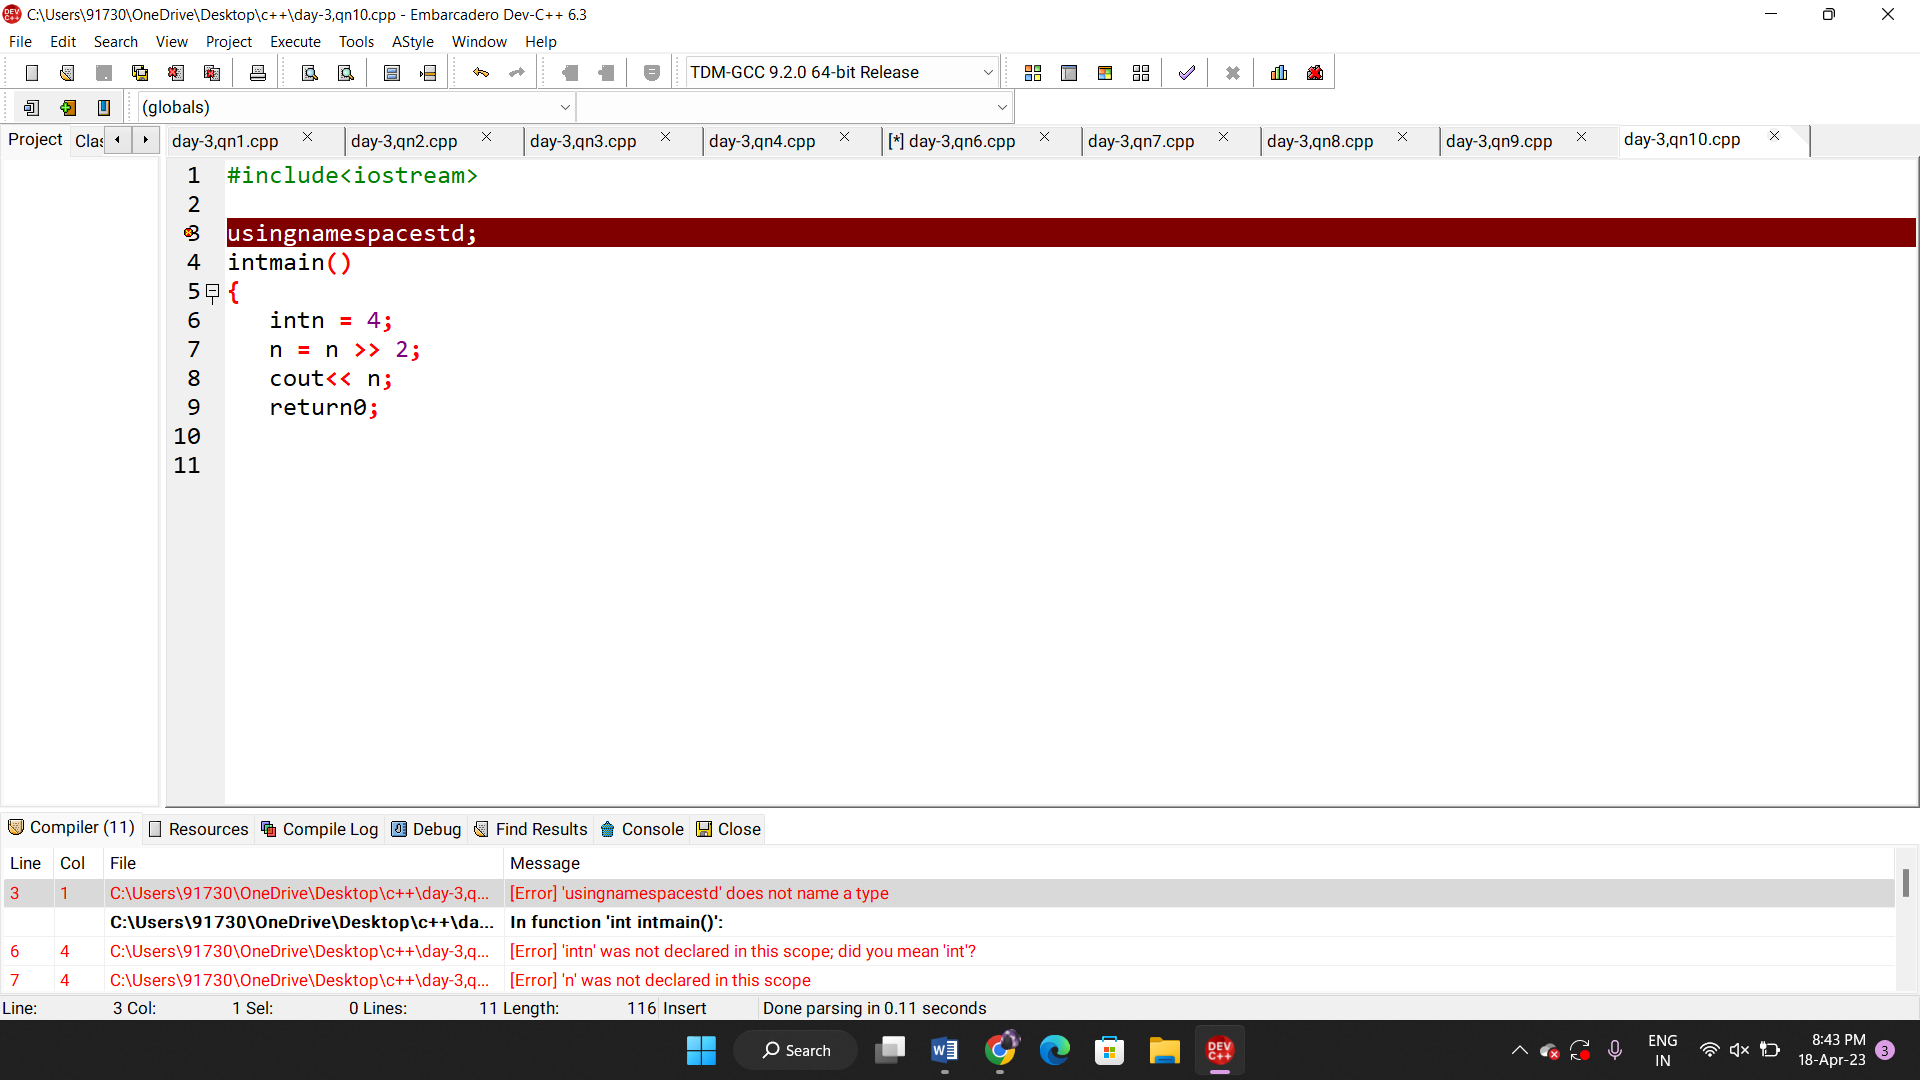 C:\Users\91730\OneDrive\Desktop\c++\day-3,qn10.cpp - Embarcadero Dev-C++ 6.3
File Edit Search View Project Execute Tools AStyle Window Help
TDM-GCC 9.2.0 64-bit Release
(globals)
Project Clas day-3,qn1.cpp day-3,qn2.cpp day-3,qn3.cpp day-3,qn4.cpp [*] day-3,qn6.cpp day-3,qn7.cpp day-3,qn8.cpp day-3,qn9.cpp day-3,qn10.cpp
1 #include<iostream>
2
3 usingnamespacestd;
4 intmain()
5 {
6 intn = 4;
7 n = n >> 2;
8 cout<< n;
9 return0;
10
11
Compiler (11) Resources Compile Log Debug Find Results Console Close
Line Col File Message
3 1 C:\Users\91730\OneDrive\Desktop\c++\day-3,q... [Error] 'usingnamespacestd' does not name a type
C:\Users\91730\OneDrive\Desktop\c++\da... In function 'int intmain()':
6 4 C:\Users\91730\OneDrive\Desktop\c++\day-3,q... [Error] 'intn' was not declared in this scope; did you mean 'int'?
7 4 C:\Users\91730\OneDrive\Desktop\c++\day-3,q... [Error] 'n' was not declared in this scope
Line: 3 Col: 1 Sel: 0 Lines: 11 Length: 116 Insert Done parsing in 0.11 seconds
Search
DEV C++
ENG
IN
8:43 PM
18-Apr-23
3